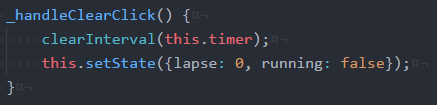 _handleClearClick() {
    clearInterval(this.timer);
    this.setState({lapse: 0, running: false});
}